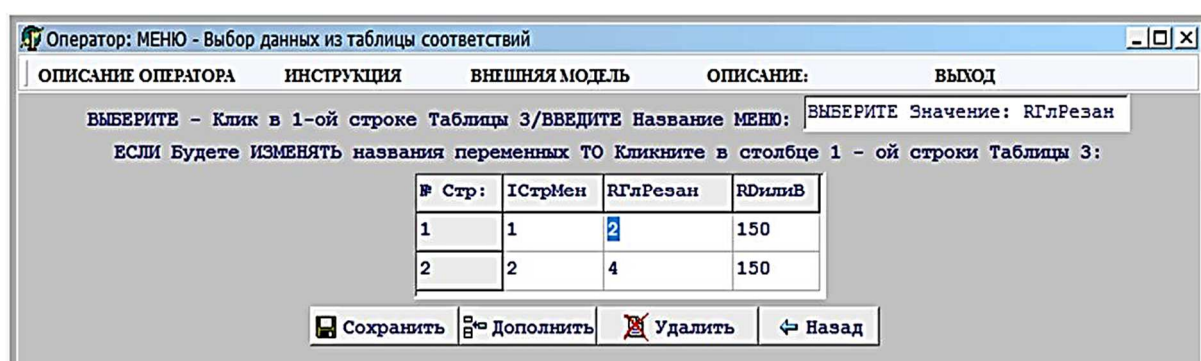 Оператор: МЕНЮ - Выбор данных из таблицы соответствий
ОПИСАНИЕ ОПЕРАТОРА ИНСТРУКЦИЯ ВНЕШНЯЯ МОДЕЛЬ ОПИСАНИЕ: ВЫХОД
ВЫБЕРИТЕ - Клик в 1-ой строке Таблицы 3/ВВЕДИТЕ Название МЕНЮ: ВЫБЕРИТЕ Значение: RГлРезан
ЕСЛИ Будете ИЗМЕНЯТЬ названия переменных ТО Кликните в столбце 1 - ой строки Таблицы 3:
№ Стр: IСтрМен RГлРезан RDилиB
1 1 2 150
2 2 4 150
Сохранить Дополнить Удалить Назад